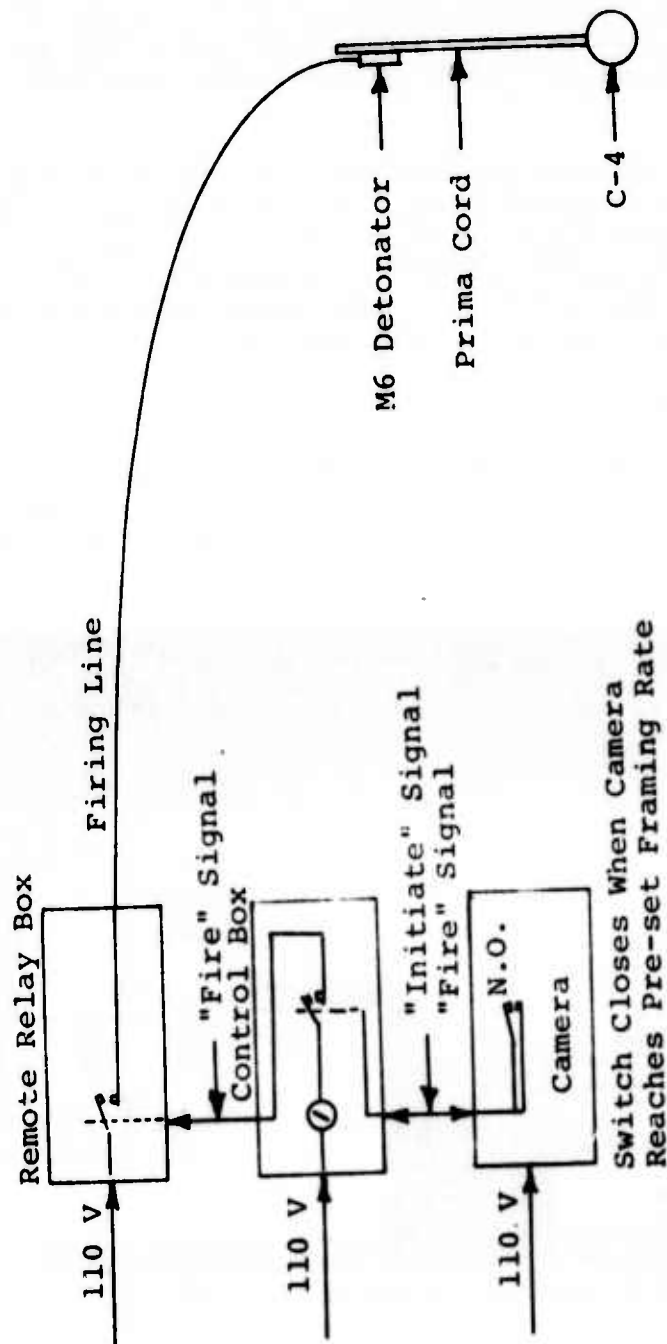 Remote Relay Box
110 V
Firing Line
"Fire" Signal
Control Box
110 V
"Initiate" Signal
"Fire" Signal
110 V
N.O.
Camera
Switch Closes When Camera
Reaches Pre-set Framing Rate
M6 Detonator
Prima Cord
C-4